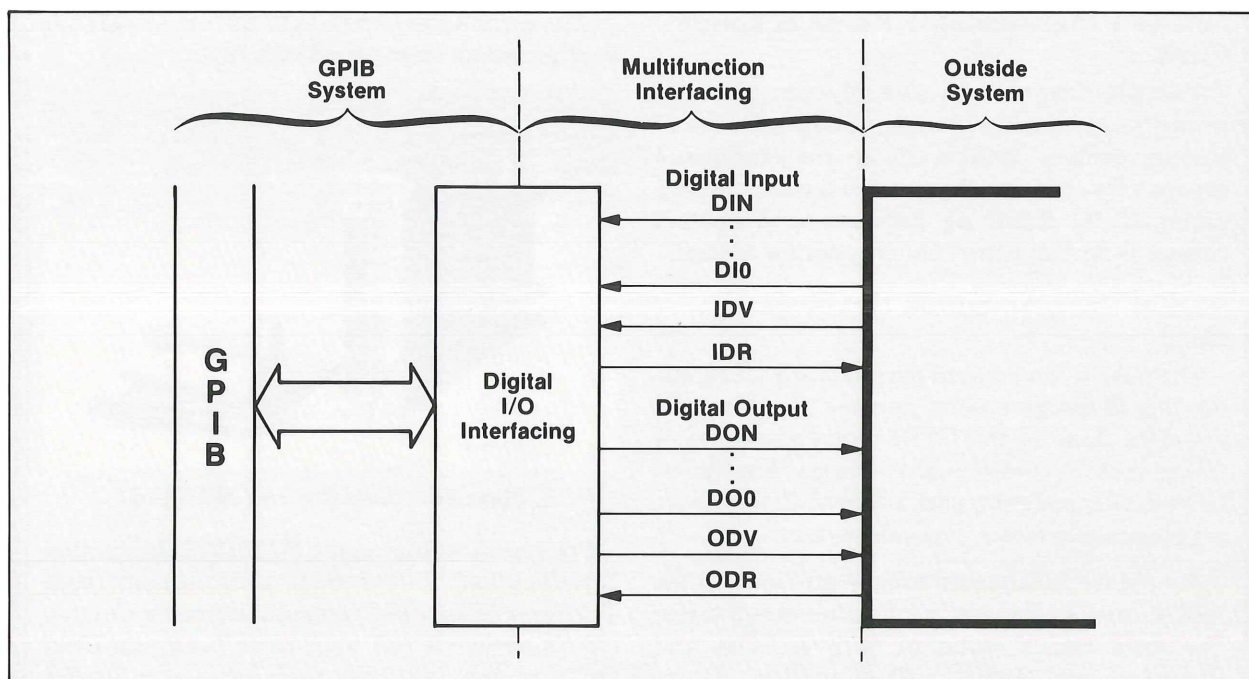 GPIB
System
Multifunction
Interfacing
Outside
System
GPIB
Digital
I/O
Interfacing
Digital Input
DIN
DI0
IDV
IDR
Digital Output
DON
DO0
ODV
ODR